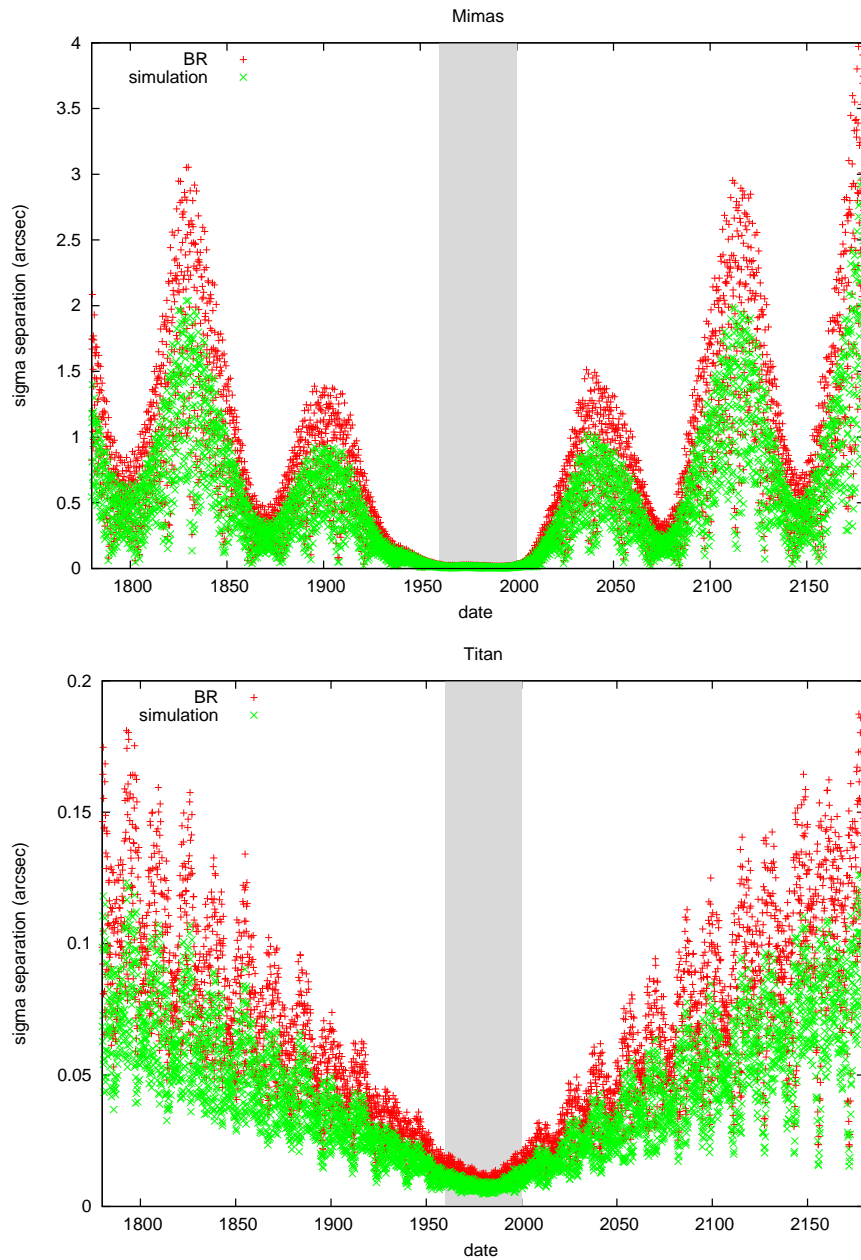 Mimas
4
3.5
3
2.5
2
1.5
1
0.5
0
sigma separation (arcsec)
BR
simulation
1800 1850 1900 1950 2000 2050 2100 2150
date
Titan
0.2
0.15
0.1
0.05
0
sigma separation (arcsec)
BR
simulation
1800 1850 1900 1950 2000 2050 2100 2150
date